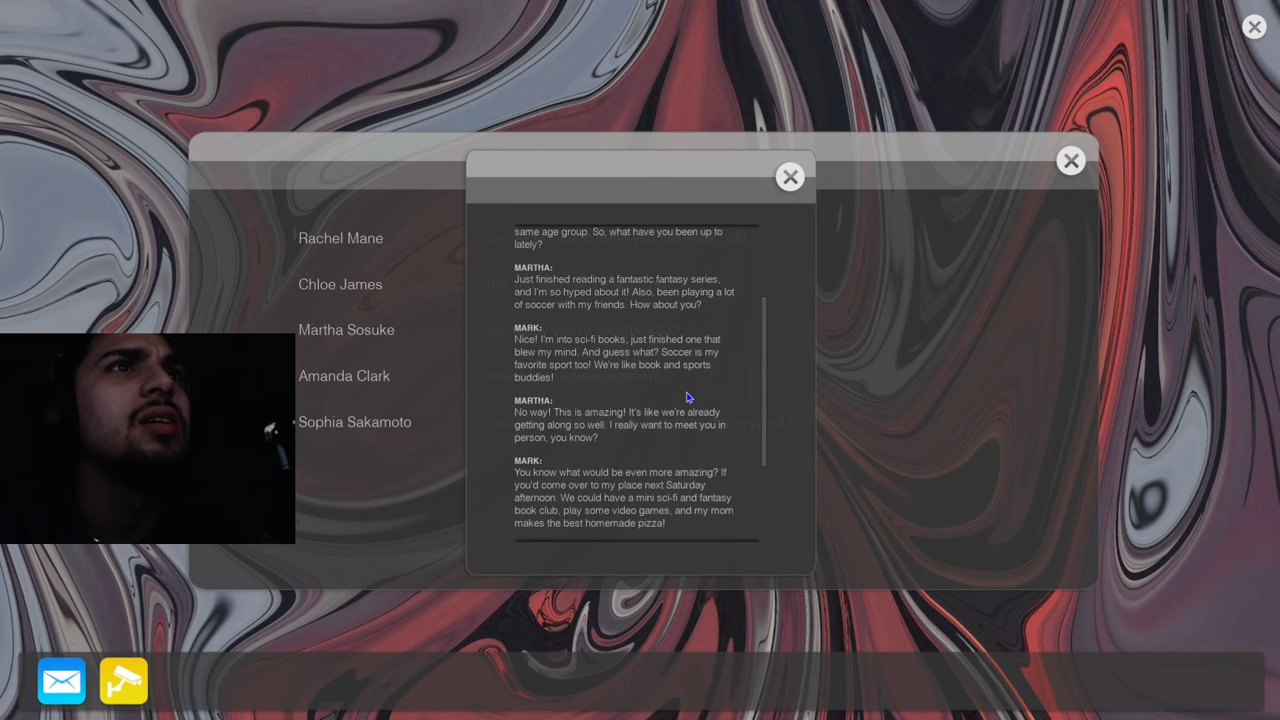 Rachel Mane
Chloe James
Martha Sosuke
Amanda Clark
Sophia Sakamoto
same age group. So, what have you been up to
lately?
MARTHA:
Just finished reading a fantastic fantasy series,
and I'm so hyped about it! Also, been playing a lot
of soccer with my friends. How about you?
MARK:
Nice! I'm into sci-fi books, just finished one that
blew my mind. And guess what? Soccer is my
favorite sport too! We're like book and sports
buddies!
MARTHA:
No way! This is amazing! It's like we're already
getting along so well. I really want to meet you in
person, you know?
MARK:
You know what would be even more amazing? If
you'd come over to my place next Saturday
afternoon. We could have a mini sci-fi and fantasy
book club, play some video games, and my mom
makes the best homemade pizza!